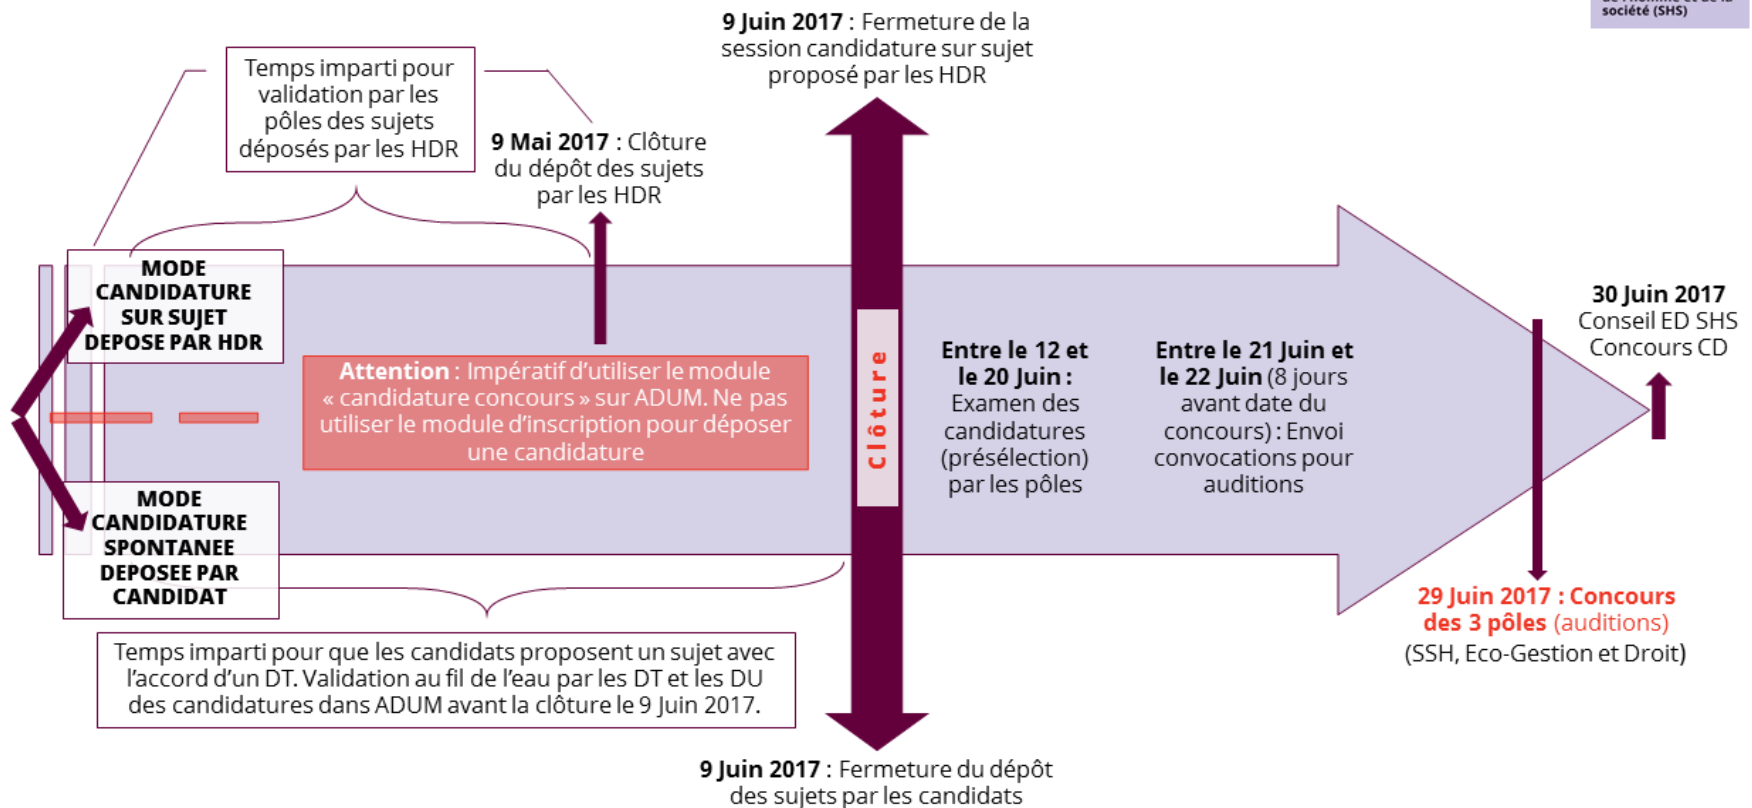 de l'homme et de la
société (SHS)
9 Juin 2017 : Fermeture de la
session candidature sur sujet
proposé par les HDR
Temps imparti pour
validation par les
pôles des sujets
déposés par les HDR
9 Mai 2017 : Clôture
du dépôt des sujets
par les HDR
MODE
CANDIDATURE
SUR SUJET
DEPOSE PAR HDR
Attention : Impératif d'utiliser le module
« candidature concours » sur ADUM. Ne pas
utiliser le module d'inscription pour déposer
une candidature
Clôture
Entre le 12 et
le 20 Juin :
Examen des
candidatures
(présélection)
par les pôles
Entre le 21 Juin et
le 22 Juin (8 jours
avant date du
concours) : Envoi
convocations pour
auditions
30 Juin 2017
Conseil ED SHS
Concours CD
MODE
CANDIDATURE
SPONTANEE
DEPOSEE PAR
CANDIDAT
29 Juin 2017 : Concours
des 3 pôles (auditions)
(SSH, Eco-Gestion et Droit)
Temps imparti pour que les candidats proposent un sujet avec
l'accord d'un DT. Validation au fil de l'eau par les DT et les DU
des candidatures dans ADUM avant la clôture le 9 Juin 2017.
9 Juin 2017 : Fermeture du dépôt
des sujets par les candidats